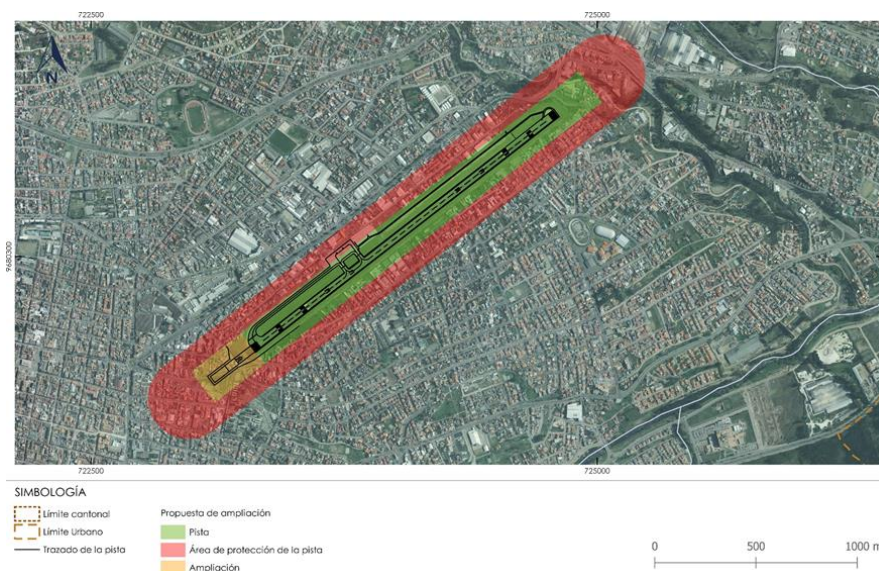 722500 725000
N
9680300
722500 725000
SIMBOLOGÍA
Límite cantonal
Límite Urbano
Trazado de la pista
Propuesta de ampliación
Pista
Área de protección de la pista
Ampliación
0 500 1000 m